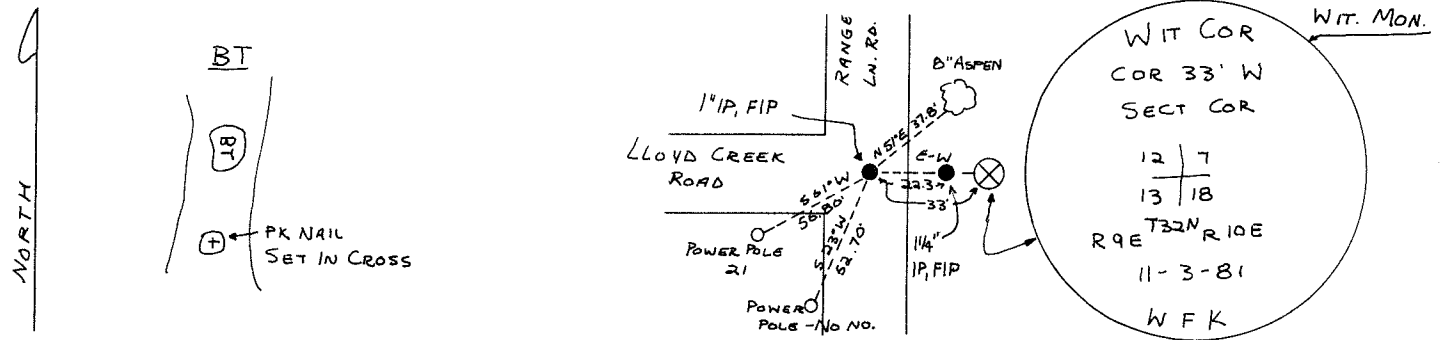 NORTH
BT
BT
PK NAIL
SET IN CROSS
RANGE
LN. RD.
8" ASPEN
1" IP, FIP
N 51° E 37.8'
LLOYD CREEK
ROAD
E-W
22.3'
33'
S 61° W
56.80'
S 23° W
52.70'
POWER POLE
21
1 1/4"
IP, FIP
POWER
POLE - NO NO.
WIT. MON.
WIT COR
COR 33' W
SECT COR
12 | 7
13 | 18
R9E T32N R10E
11-3-81
WFK